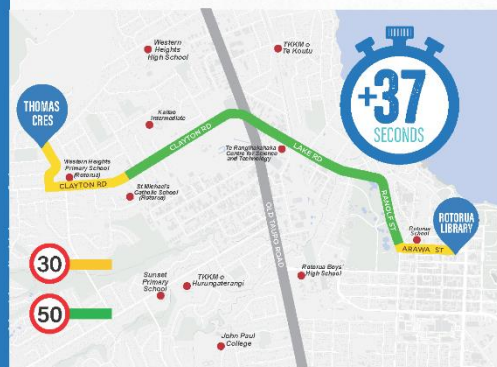 Western
Heights
High School
TKKM o
Te Koutu
+37
SECONDS
THOMAS
CRES
Kaitao
Intermediate
CLAYTON RD
Te Rangihakahaka
Centre for Science
and Technology
LAKE RD
Western Heights
Primary School
(Rotorua)
CLAYTON RD
St Michael's
Catholic School
(Rotorua)
RANOLF ST
OLD TAUPO ROAD
ROTORUA
LIBRARY
Rotorua
School
ARAWA ST
30
50
Sunset
Primary
School
TKKM o
Hurungaterangi
Rotorua Boys'
High School
John Paul
College